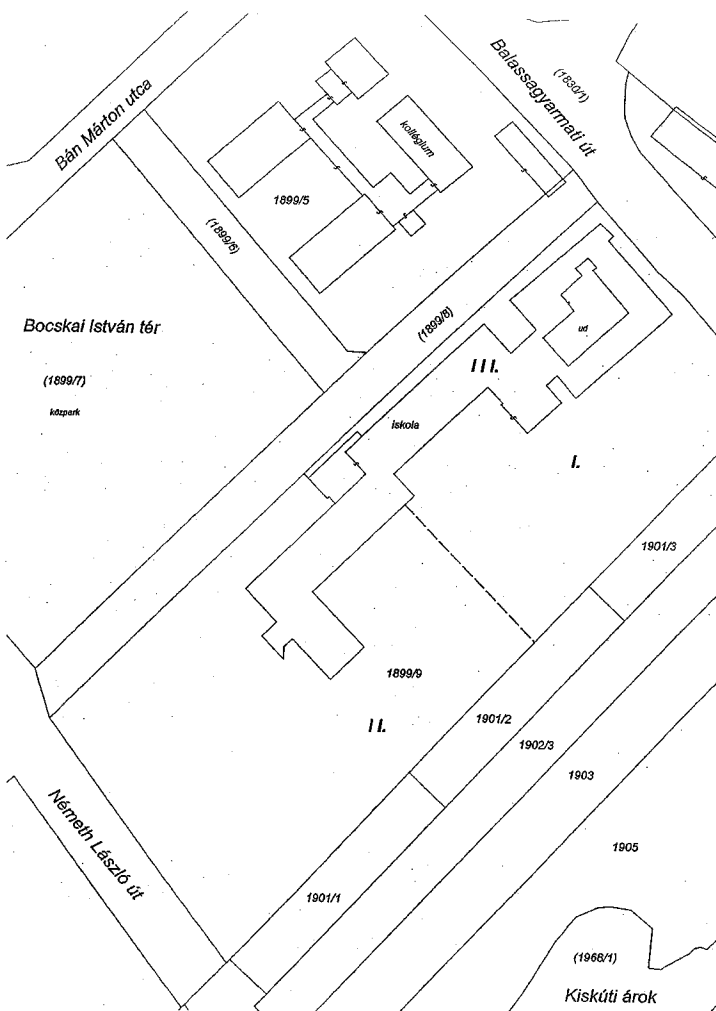 Balassagyarmati út
(1830/1)
Bán Márton utca
kollégium
1899/5
(1899/6)
Bocskai István tér
(1899/8)
ud
(1899/7)
III.
közpark
iskola
I.
1901/3
1899/9
1901/2
II.
1902/3
1903
Németh László út
1905
1901/1
(1966/1)
Kiskúti árok